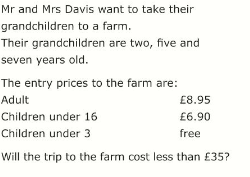 Mr and Mrs Davis want to take their
grandchildren to a farm.
Their grandchildren are two, five and
seven years old.
The entry prices to the farm are:
Adult £8.95
Children under 16 £6.90
Children under 3 free
Will the trip to the farm cost less than £35?